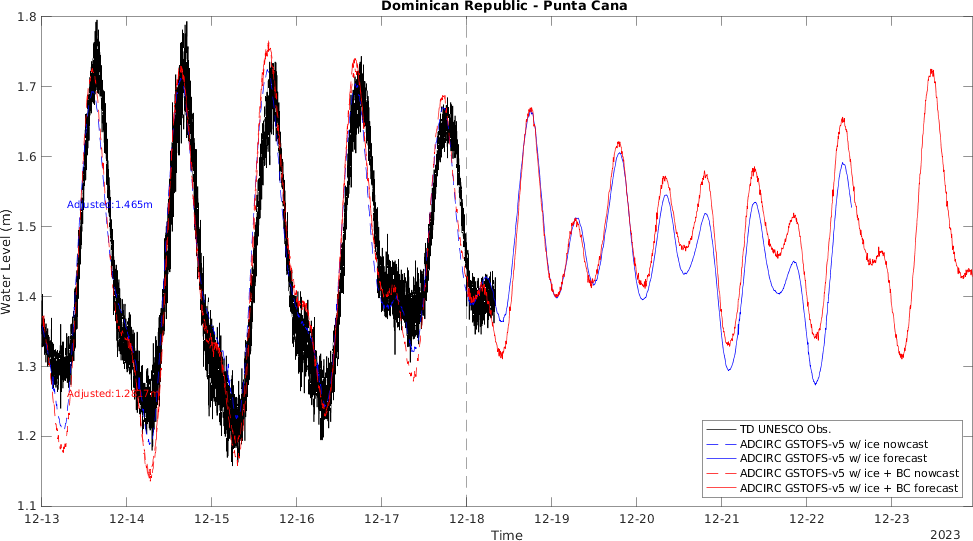 Dominican Republic - Punta Cana
1.8
1.7
1.6
1.5
1.4
1.3
1.2
1.1
Water Level (m)
Adjusted:1.465m
TD UNESCO Obs.
ADCIRC GSTOFS-v5 w/ ice nowcast
ADCIRC GSTOFS-v5 w/ ice forecast
ADCIRC GSTOFS-v5 w/ ice + BC nowcast
ADCIRC GSTOFS-v5 w/ ice + BC forecast
12-13 12-14 12-15 12-16 12-17 12-18 12-19 12-20 12-21 12-22 12-23
Time
2023